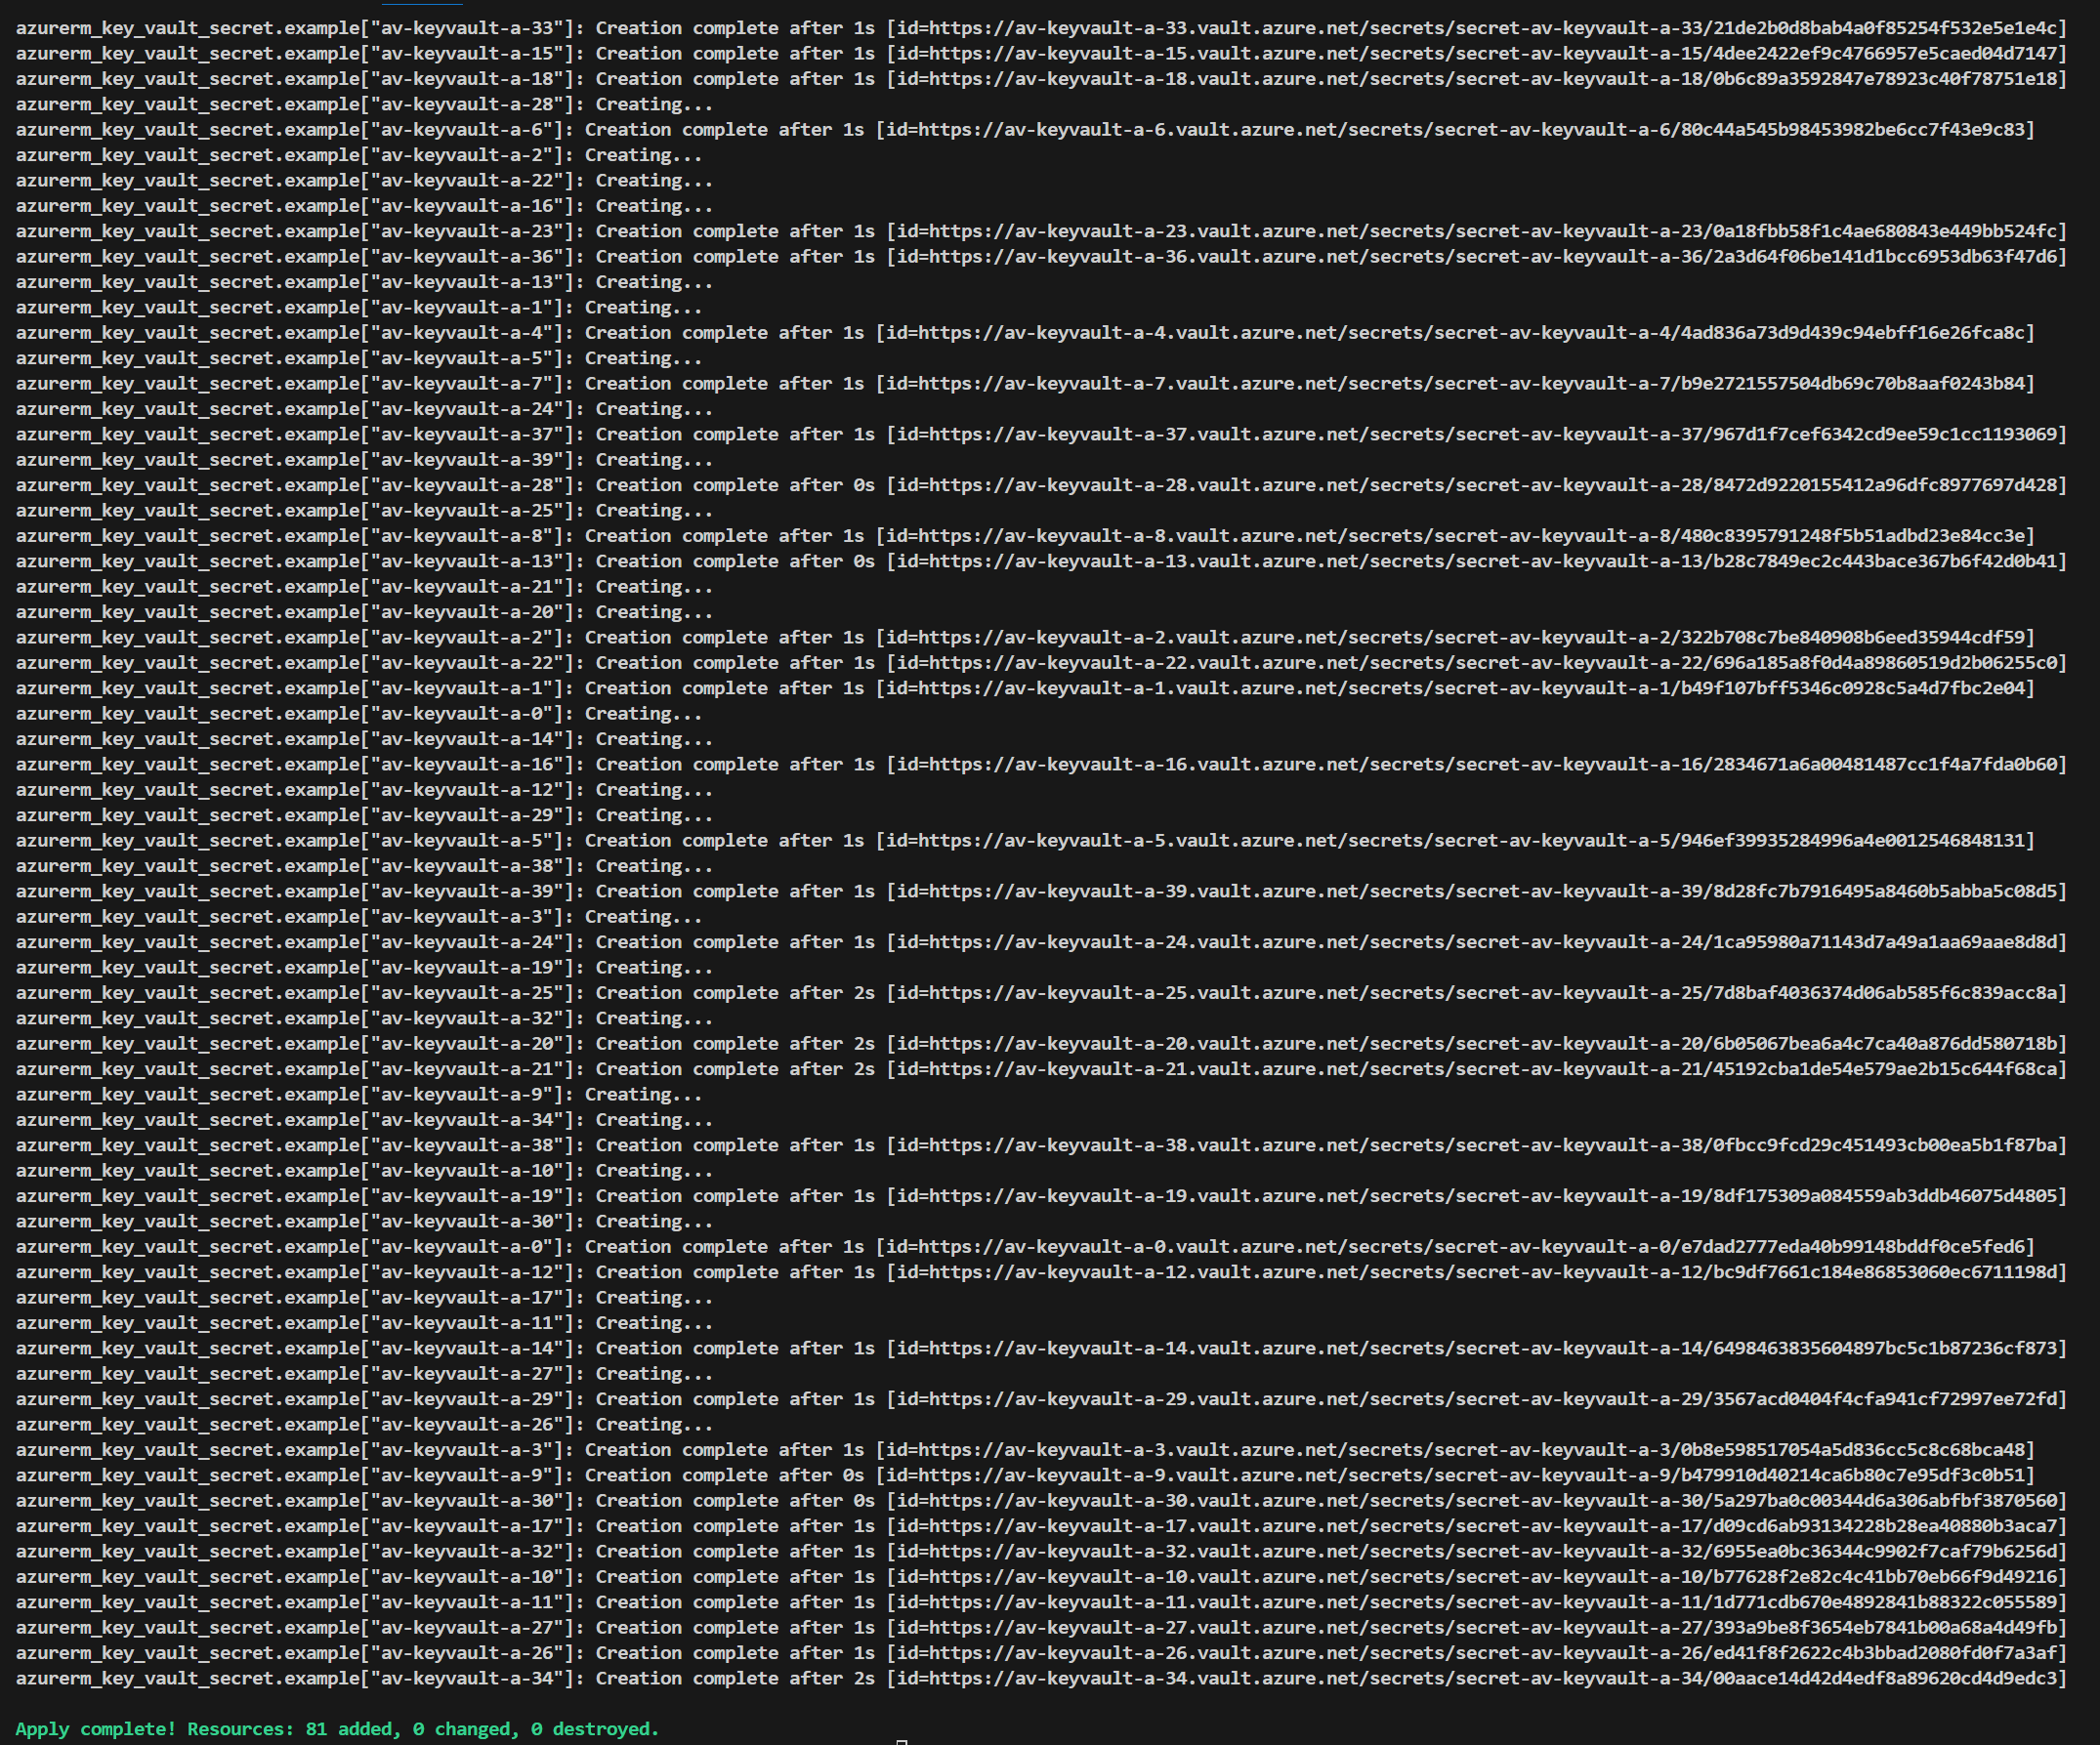 azurerm_key_vault_secret.example["av-keyvault-a-33"]: Creation complete after 1s [id=https://av-keyvault-a-33.vault.azure.net/secrets/secret-av-keyvault-a-33/21de2b0d8bab4a0f85254f532e5e1e4c]
azurerm_key_vault_secret.example["av-keyvault-a-15"]: Creation complete after 1s [id=https://av-keyvault-a-15.vault.azure.net/secrets/secret-av-keyvault-a-15/4dee2422ef9c4766957e5caed04d7147]
azurerm_key_vault_secret.example["av-keyvault-a-18"]: Creation complete after 1s [id=https://av-keyvault-a-18.vault.azure.net/secrets/secret-av-keyvault-a-18/0b6c89a3592847e78923c40f78751e18]
azurerm_key_vault_secret.example["av-keyvault-a-28"]: Creating...
azurerm_key_vault_secret.example["av-keyvault-a-6"]: Creation complete after 1s [id=https://av-keyvault-a-6.vault.azure.net/secrets/secret-av-keyvault-a-6/80c44a545b98453982be6cc7f43e9c83]
azurerm_key_vault_secret.example["av-keyvault-a-2"]: Creating...
azurerm_key_vault_secret.example["av-keyvault-a-22"]: Creating...
azurerm_key_vault_secret.example["av-keyvault-a-16"]: Creating...
azurerm_key_vault_secret.example["av-keyvault-a-23"]: Creation complete after 1s [id=https://av-keyvault-a-23.vault.azure.net/secrets/secret-av-keyvault-a-23/0a18fbb58f1c4ae680843e449bb524fc]
azurerm_key_vault_secret.example["av-keyvault-a-36"]: Creation complete after 1s [id=https://av-keyvault-a-36.vault.azure.net/secrets/secret-av-keyvault-a-36/2a3d64f06be141d1bcc6953db63f47d6]
azurerm_key_vault_secret.example["av-keyvault-a-13"]: Creating...
azurerm_key_vault_secret.example["av-keyvault-a-1"]: Creating...
azurerm_key_vault_secret.example["av-keyvault-a-4"]: Creation complete after 1s [id=https://av-keyvault-a-4.vault.azure.net/secrets/secret-av-keyvault-a-4/4ad836a73d9d439c94ebff16e26fca8c]
azurerm_key_vault_secret.example["av-keyvault-a-5"]: Creating...
azurerm_key_vault_secret.example["av-keyvault-a-7"]: Creation complete after 1s [id=https://av-keyvault-a-7.vault.azure.net/secrets/secret-av-keyvault-a-7/b9e2721557504db69c70b8aaf0243b84]
azurerm_key_vault_secret.example["av-keyvault-a-24"]: Creating...
azurerm_key_vault_secret.example["av-keyvault-a-37"]: Creation complete after 1s [id=https://av-keyvault-a-37.vault.azure.net/secrets/secret-av-keyvault-a-37/967d1f7cef6342cd9ee59c1cc1193069]
azurerm_key_vault_secret.example["av-keyvault-a-39"]: Creating...
azurerm_key_vault_secret.example["av-keyvault-a-28"]: Creation complete after 0s [id=https://av-keyvault-a-28.vault.azure.net/secrets/secret-av-keyvault-a-28/8472d9220155412a96dfc8977697d428]
azurerm_key_vault_secret.example["av-keyvault-a-25"]: Creating...
azurerm_key_vault_secret.example["av-keyvault-a-8"]: Creation complete after 1s [id=https://av-keyvault-a-8.vault.azure.net/secrets/secret-av-keyvault-a-8/480c8395791248f5b51adbd23e84cc3e]
azurerm_key_vault_secret.example["av-keyvault-a-13"]: Creation complete after 0s [id=https://av-keyvault-a-13.vault.azure.net/secrets/secret-av-keyvault-a-13/b28c7849ec2c443bace367b6f42d0b41]
azurerm_key_vault_secret.example["av-keyvault-a-21"]: Creating...
azurerm_key_vault_secret.example["av-keyvault-a-20"]: Creating...
azurerm_key_vault_secret.example["av-keyvault-a-2"]: Creation complete after 1s [id=https://av-keyvault-a-2.vault.azure.net/secrets/secret-av-keyvault-a-2/322b708c7be840908b6eed35944cdf59]
azurerm_key_vault_secret.example["av-keyvault-a-22"]: Creation complete after 1s [id=https://av-keyvault-a-22.vault.azure.net/secrets/secret-av-keyvault-a-22/696a185a8f0d4a89860519d2b06255c0]
azurerm_key_vault_secret.example["av-keyvault-a-1"]: Creation complete after 1s [id=https://av-keyvault-a-1.vault.azure.net/secrets/secret-av-keyvault-a-1/b49f107bff5346c0928c5a4d7fbc2e04]
azurerm_key_vault_secret.example["av-keyvault-a-0"]: Creating...
azurerm_key_vault_secret.example["av-keyvault-a-14"]: Creating...
azurerm_key_vault_secret.example["av-keyvault-a-16"]: Creation complete after 1s [id=https://av-keyvault-a-16.vault.azure.net/secrets/secret-av-keyvault-a-16/2834671a6a00481487cc1f4a7fda0b60]
azurerm_key_vault_secret.example["av-keyvault-a-12"]: Creating...
azurerm_key_vault_secret.example["av-keyvault-a-29"]: Creating...
azurerm_key_vault_secret.example["av-keyvault-a-5"]: Creation complete after 1s [id=https://av-keyvault-a-5.vault.azure.net/secrets/secret-av-keyvault-a-5/946ef39935284996a4e0012546848131]
azurerm_key_vault_secret.example["av-keyvault-a-38"]: Creating...
azurerm_key_vault_secret.example["av-keyvault-a-39"]: Creation complete after 1s [id=https://av-keyvault-a-39.vault.azure.net/secrets/secret-av-keyvault-a-39/8d28fc7b7916495a8460b5abba5c08d5]
azurerm_key_vault_secret.example["av-keyvault-a-3"]: Creating...
azurerm_key_vault_secret.example["av-keyvault-a-24"]: Creation complete after 1s [id=https://av-keyvault-a-24.vault.azure.net/secrets/secret-av-keyvault-a-24/1ca95980a71143d7a49a1aa69aae8d8d]
azurerm_key_vault_secret.example["av-keyvault-a-19"]: Creating...
azurerm_key_vault_secret.example["av-keyvault-a-25"]: Creation complete after 2s [id=https://av-keyvault-a-25.vault.azure.net/secrets/secret-av-keyvault-a-25/7d8baf4036374d06ab585f6c839acc8a]
azurerm_key_vault_secret.example["av-keyvault-a-32"]: Creating...
azurerm_key_vault_secret.example["av-keyvault-a-20"]: Creation complete after 2s [id=https://av-keyvault-a-20.vault.azure.net/secrets/secret-av-keyvault-a-20/6b05067bea6a4c7ca40a876dd580718b]
azurerm_key_vault_secret.example["av-keyvault-a-21"]: Creation complete after 2s [id=https://av-keyvault-a-21.vault.azure.net/secrets/secret-av-keyvault-a-21/45192cba1de54e579ae2b15c644f68ca]
azurerm_key_vault_secret.example["av-keyvault-a-9"]: Creating...
azurerm_key_vault_secret.example["av-keyvault-a-34"]: Creating...
azurerm_key_vault_secret.example["av-keyvault-a-38"]: Creation complete after 1s [id=https://av-keyvault-a-38.vault.azure.net/secrets/secret-av-keyvault-a-38/0fbcc9fcd29c451493cb00ea5b1f87ba]
azurerm_key_vault_secret.example["av-keyvault-a-10"]: Creating...
azurerm_key_vault_secret.example["av-keyvault-a-19"]: Creation complete after 1s [id=https://av-keyvault-a-19.vault.azure.net/secrets/secret-av-keyvault-a-19/8df175309a084559ab3ddb46075d4805]
azurerm_key_vault_secret.example["av-keyvault-a-30"]: Creating...
azurerm_key_vault_secret.example["av-keyvault-a-0"]: Creation complete after 1s [id=https://av-keyvault-a-0.vault.azure.net/secrets/secret-av-keyvault-a-0/e7dad2777eda40b99148bddf0ce5fed6]
azurerm_key_vault_secret.example["av-keyvault-a-12"]: Creation complete after 1s [id=https://av-keyvault-a-12.vault.azure.net/secrets/secret-av-keyvault-a-12/bc9df7661c184e86853060ec6711198d]
azurerm_key_vault_secret.example["av-keyvault-a-17"]: Creating...
azurerm_key_vault_secret.example["av-keyvault-a-11"]: Creating...
azurerm_key_vault_secret.example["av-keyvault-a-14"]: Creation complete after 1s [id=https://av-keyvault-a-14.vault.azure.net/secrets/secret-av-keyvault-a-14/6498463835604897bc5c1b87236cf873]
azurerm_key_vault_secret.example["av-keyvault-a-27"]: Creating...
azurerm_key_vault_secret.example["av-keyvault-a-29"]: Creation complete after 1s [id=https://av-keyvault-a-29.vault.azure.net/secrets/secret-av-keyvault-a-29/3567acd0404f4cfa941cf72997ee72fd]
azurerm_key_vault_secret.example["av-keyvault-a-26"]: Creating...
azurerm_key_vault_secret.example["av-keyvault-a-3"]: Creation complete after 1s [id=https://av-keyvault-a-3.vault.azure.net/secrets/secret-av-keyvault-a-3/0b8e598517054a5d836cc5c8c68bca48]
azurerm_key_vault_secret.example["av-keyvault-a-9"]: Creation complete after 0s [id=https://av-keyvault-a-9.vault.azure.net/secrets/secret-av-keyvault-a-9/b479910d40214ca6b80c7e95df3c0b51]
azurerm_key_vault_secret.example["av-keyvault-a-30"]: Creation complete after 0s [id=https://av-keyvault-a-30.vault.azure.net/secrets/secret-av-keyvault-a-30/5a297ba0c00344d6a306abfbf3870560]
azurerm_key_vault_secret.example["av-keyvault-a-17"]: Creation complete after 1s [id=https://av-keyvault-a-17.vault.azure.net/secrets/secret-av-keyvault-a-17/d09cd6ab93134228b28ea40880b3aca7]
azurerm_key_vault_secret.example["av-keyvault-a-32"]: Creation complete after 1s [id=https://av-keyvault-a-32.vault.azure.net/secrets/secret-av-keyvault-a-32/6955ea0bc36344c9902f7caf79b6256d]
azurerm_key_vault_secret.example["av-keyvault-a-10"]: Creation complete after 1s [id=https://av-keyvault-a-10.vault.azure.net/secrets/secret-av-keyvault-a-10/b77628f2e82c4c41bb70eb66f9d49216]
azurerm_key_vault_secret.example["av-keyvault-a-11"]: Creation complete after 1s [id=https://av-keyvault-a-11.vault.azure.net/secrets/secret-av-keyvault-a-11/1d771cdb670e4892841b88322c055589]
azurerm_key_vault_secret.example["av-keyvault-a-27"]: Creation complete after 1s [id=https://av-keyvault-a-27.vault.azure.net/secrets/secret-av-keyvault-a-27/393a9be8f3654eb7841b00a68a4d49fb]
azurerm_key_vault_secret.example["av-keyvault-a-26"]: Creation complete after 1s [id=https://av-keyvault-a-26.vault.azure.net/secrets/secret-av-keyvault-a-26/ed41f8f2622c4b3bbad2080fd0f7a3af]
azurerm_key_vault_secret.example["av-keyvault-a-34"]: Creation complete after 2s [id=https://av-keyvault-a-34.vault.azure.net/secrets/secret-av-keyvault-a-34/00aace14d42d4edf8a89620cd4d9edc3]
Apply complete! Resources: 81 added, 0 changed, 0 destroyed.